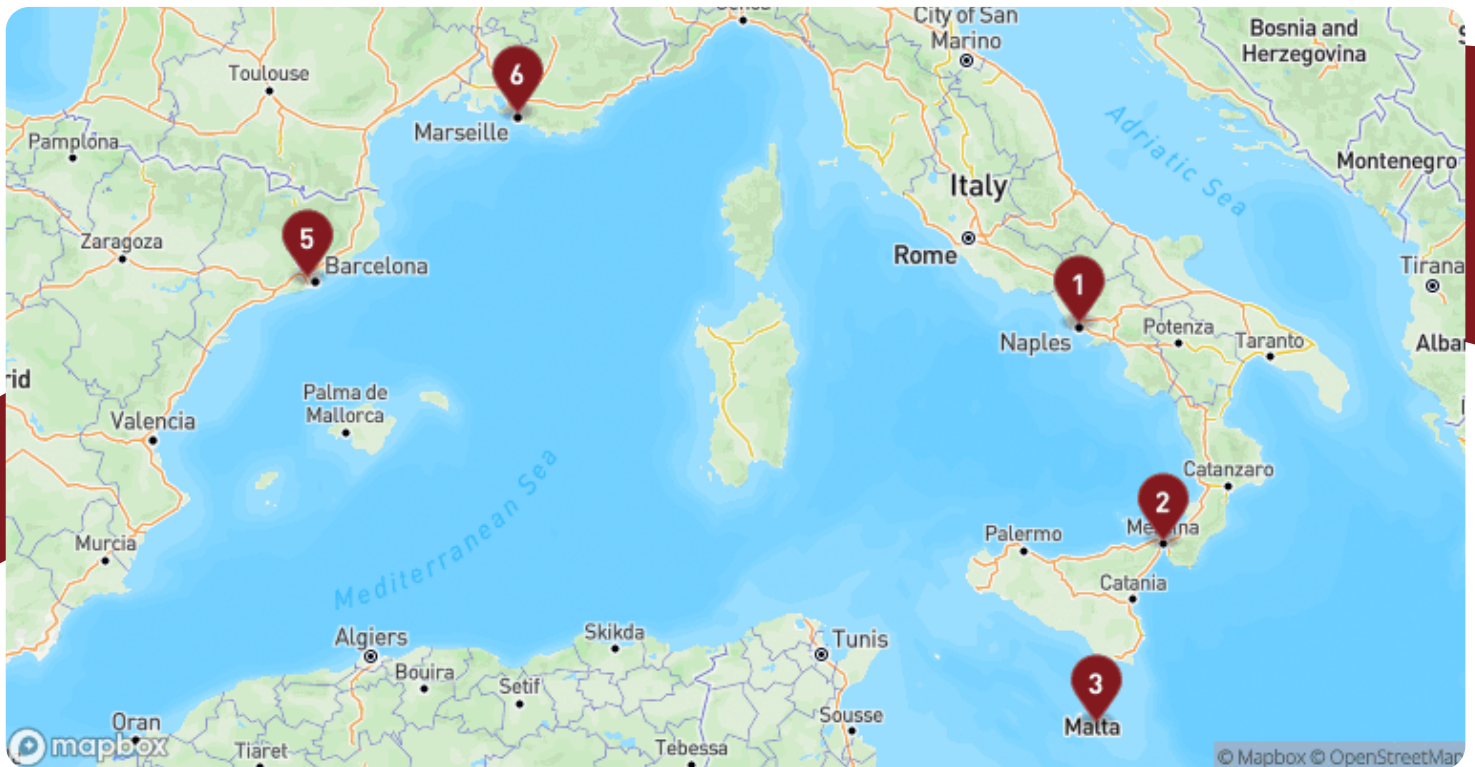 City of San
Marino
Bosnia and
Herzegovina
6
Toulouse
Marseille
Pamplona
Adriatic Sea
Montenegro
Italy
5
Zaragoza
Barcelona
Rome
Tirana
1
Naples
Potenza
Taranto
Alba
rid
Palma de
Mallorca
Valencia
Catanzaro
Mediterranean Sea
2
Palermo
Murcia
Catania
Algiers
Skikda
Tunis
Bouira
Setif
3
Malta
Oran
Sousse
mapbox
Tiaret
Tebessa
© Mapbox © OpenStreetMap